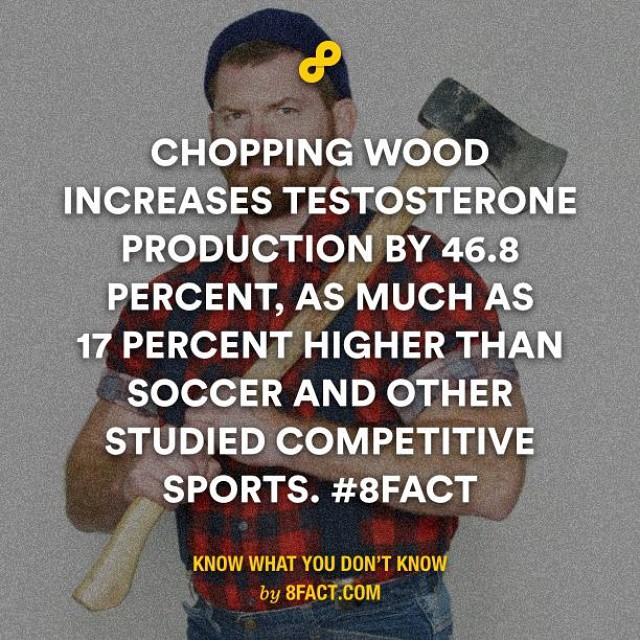 CHOPPING WOOD
INCREASES TESTOSTERONE
PRODUCTION BY 46.8
PERCENT, AS MUCH AS
17 PERCENT HIGHER THAN
SOCCER AND OTHER
STUDIED COMPETITIVE
SPORTS. #8FACT
KNOW WHAT YOU DON'T KNOW
by 8FACT.COM